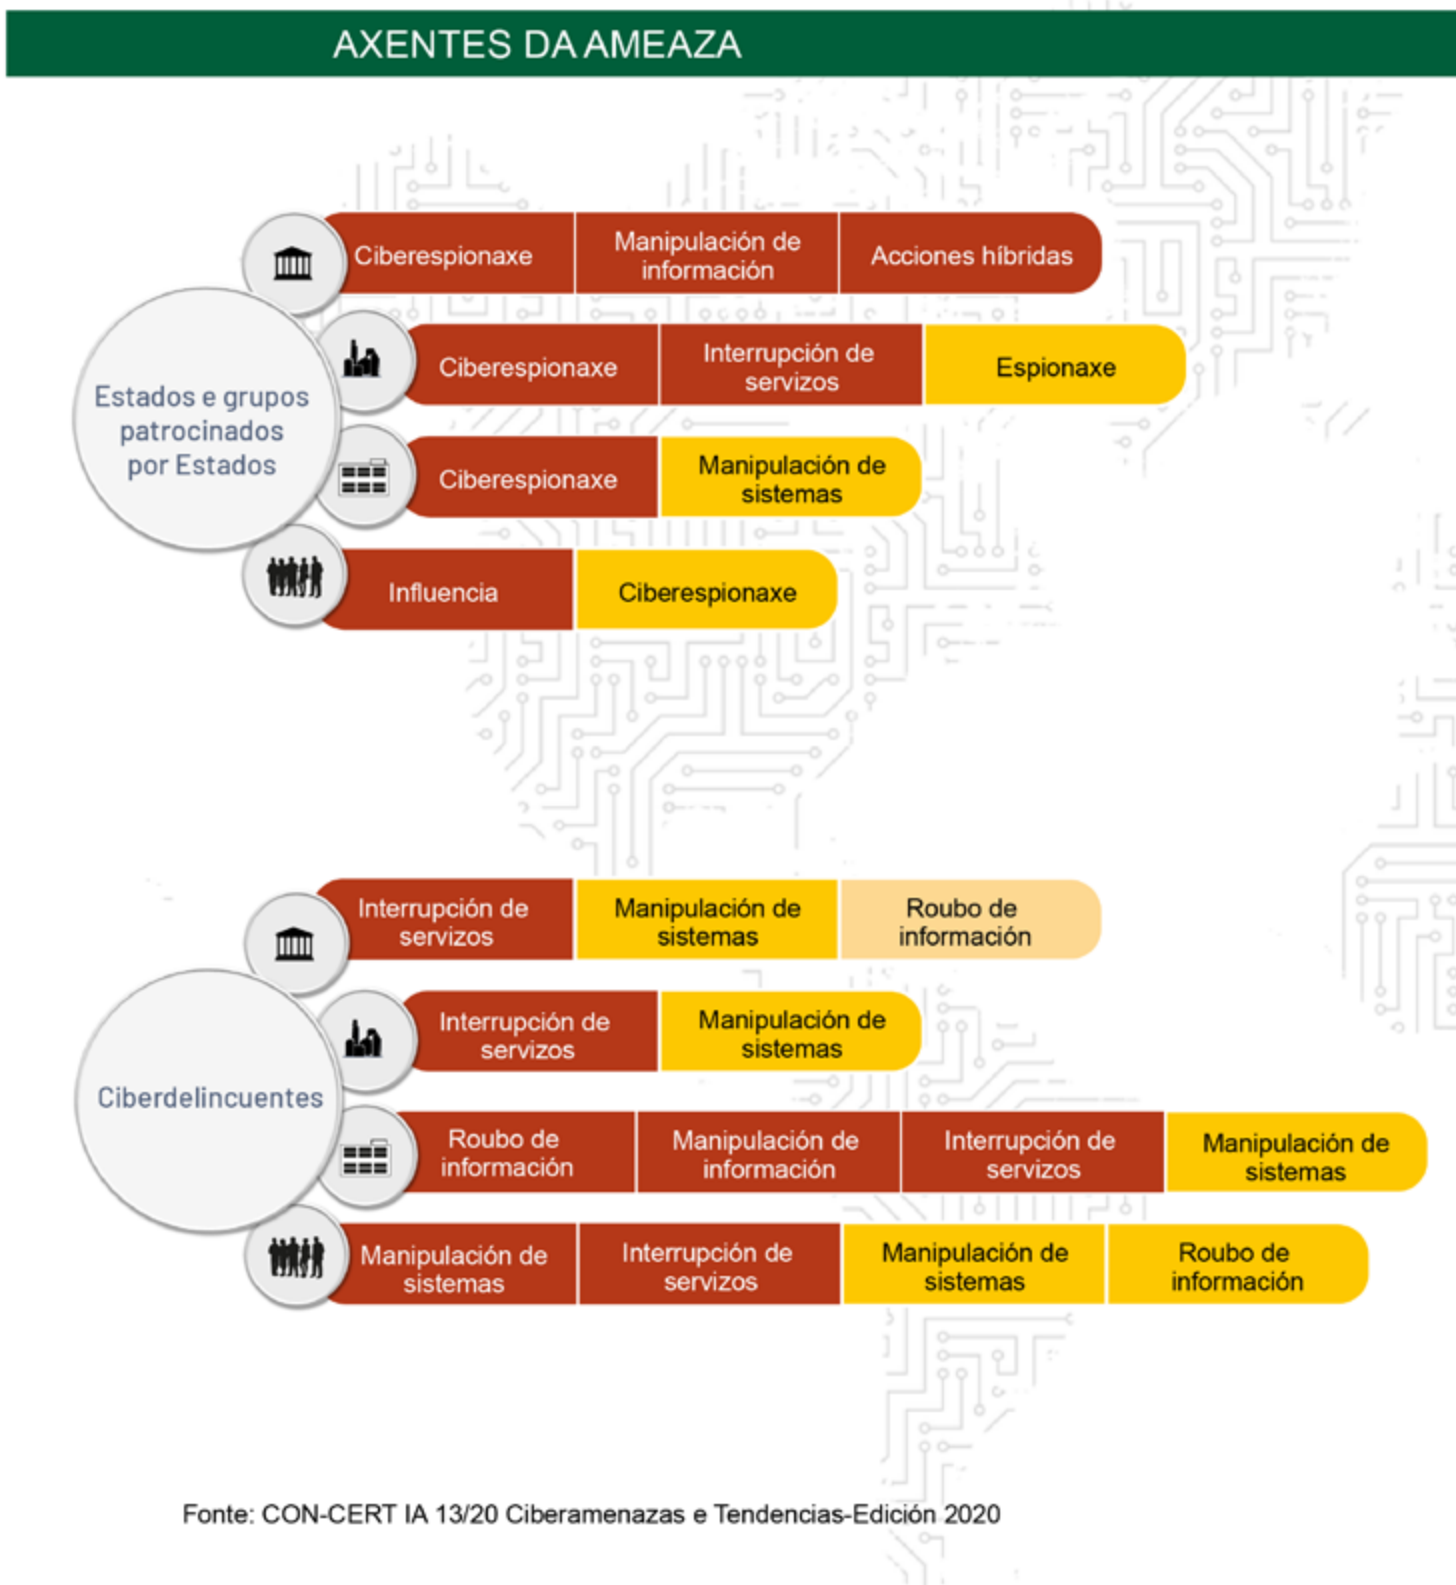 AXENTES DA AMEAZA
Ciberespionaxe
Manipulación de
información
Acciones híbridas
Ciberespionaxe
Interrupción de
servizos
Espionaxe
Estados e grupos
patrocinados
por Estados
Ciberespionaxe
Manipulación de
sistemas
Influencia
Ciberespionaxe
Interrupción de
servizos
Manipulación de
sistemas
Roubo de
información
Interrupción de
servizos
Manipulación de
sistemas
Ciberdelincuentes
Roubo de
información
Manipulación de
información
Interrupción de
servizos
Manipulación de
sistemas
Manipulación de
sistemas
Interrupción de
servizos
Manipulación de
sistemas
Roubo de
información
Fonte: CON-CERT IA 13/20 Ciberamenazas e Tendencias-Edición 2020